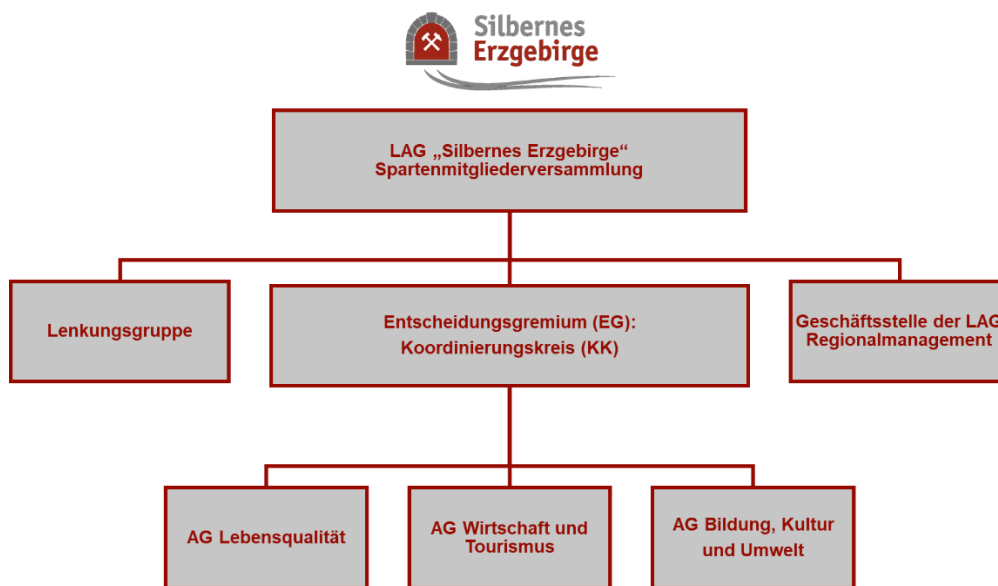 Silbernes
Erzgebirge
LAG „Silbernes Erzgebirge“
Spartenmitgliederversammlung
Lenkungsgruppe
Entscheidungsgremium (EG):
Koordinierungskreis (KK)
Geschäftsstelle der LAG
Regionalmanagement
AG Lebensqualität
AG Wirtschaft und
Tourismus
AG Bildung, Kultur
und Umwelt